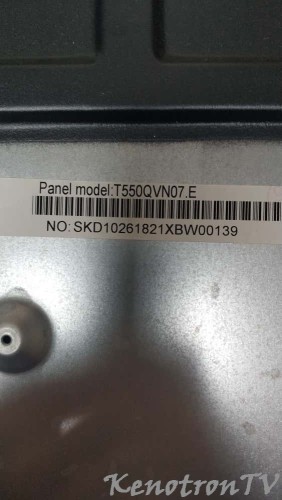 Panel model:T550QVN07.E
NO: SKD10261821XBW00139
KenotronTV